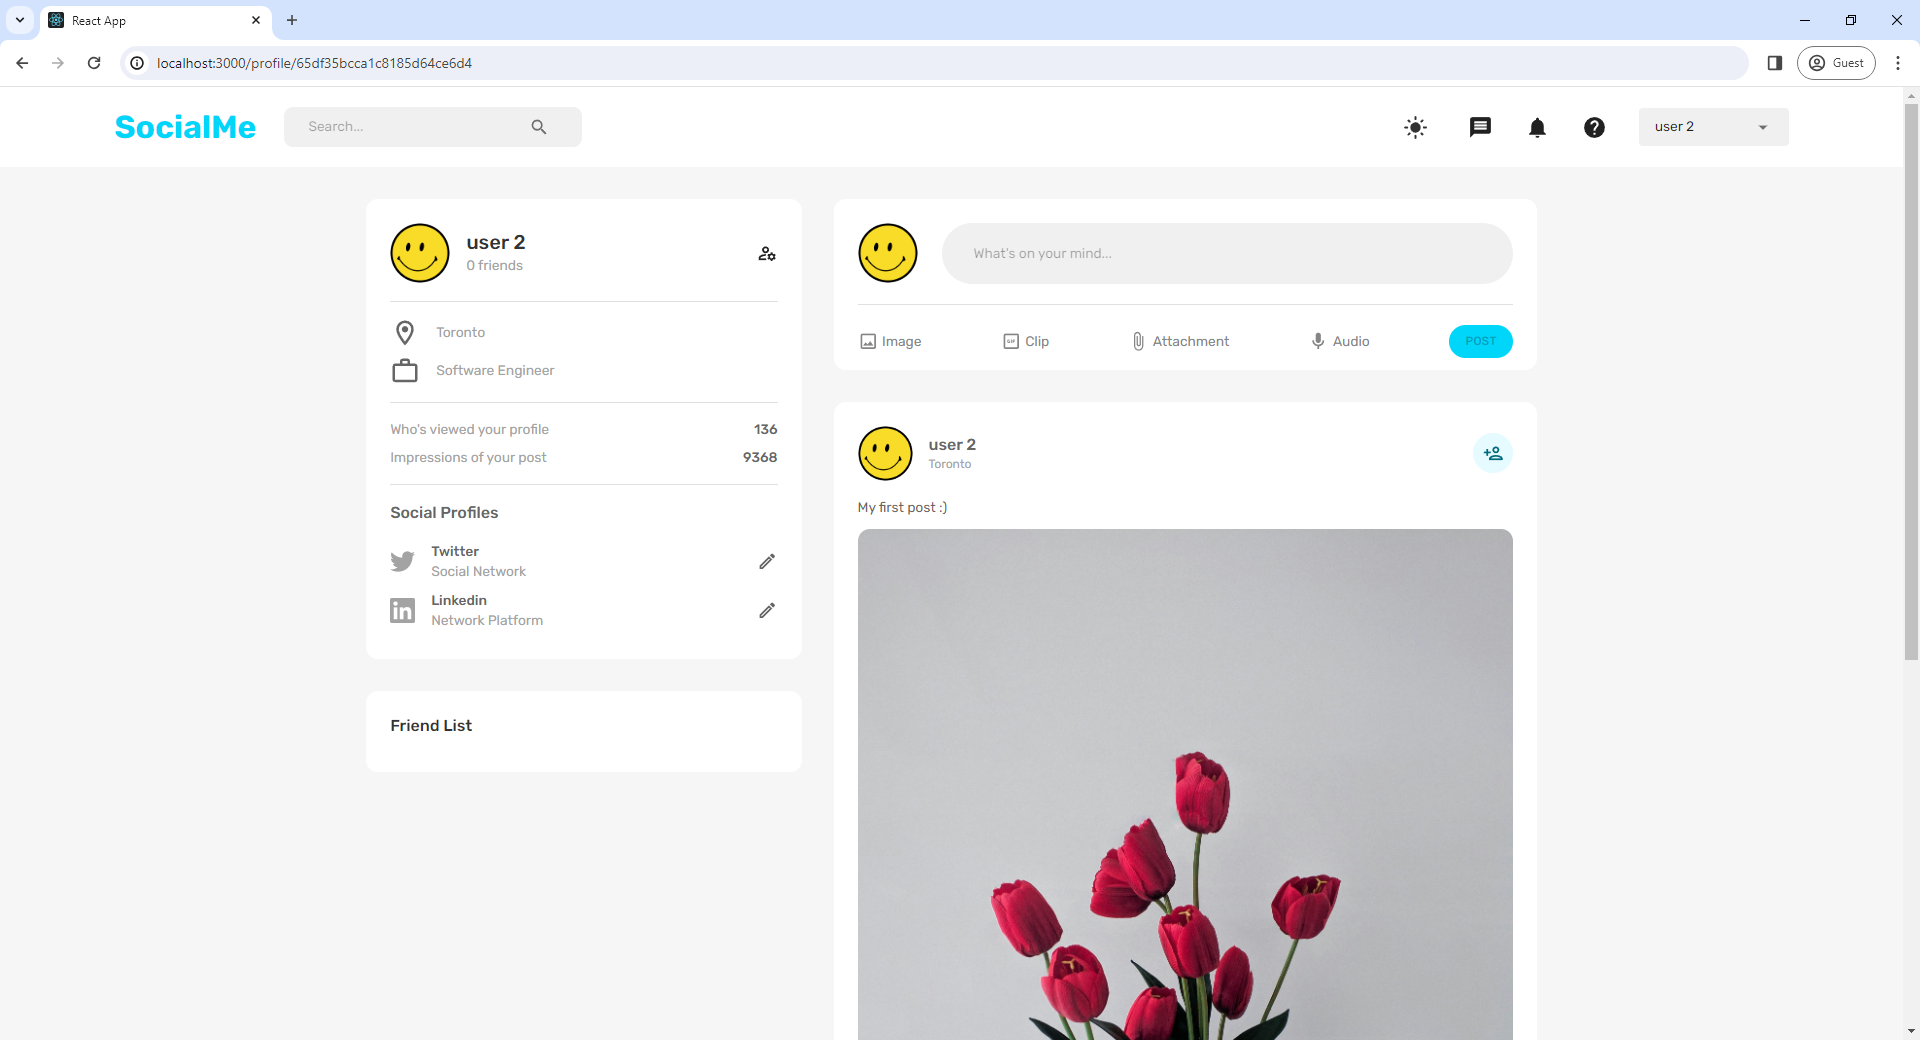 React App
localhost:3000/profile/65df35bcca1c8185d64ce6d4
Guest
SocialMe
Search...
user 2
user 2
0 friends
Toronto
Software Engineer
Who's viewed your profile 136
Impressions of your post 9368
Social Profiles
Twitter
Social Network
Linkedin
Network Platform
Friend List
What's on your mind...
Image Clip Attachment Audio POST
user 2
Toronto
My first post :)